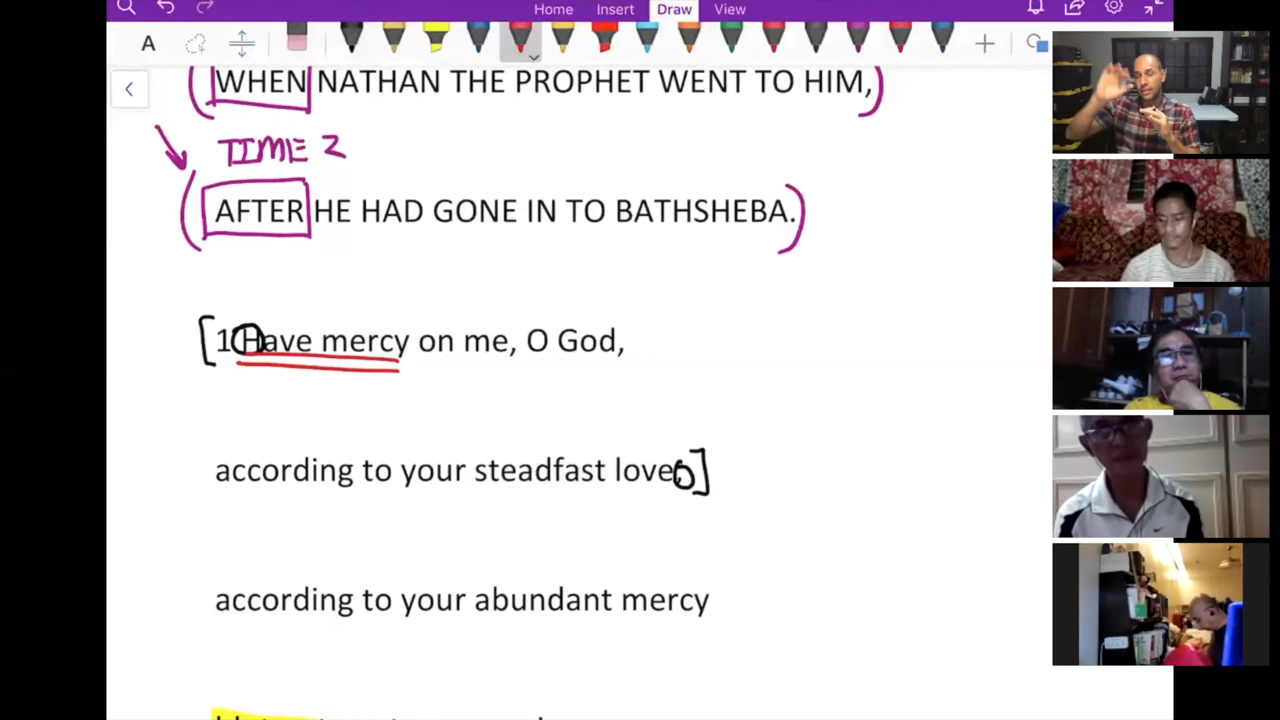 Home Insert Draw View
A
(WHEN NATHAN THE PROPHET WENT TO HIM,)
TIME 2
(AFTER HE HAD GONE IN TO BATHSHEBA.)
[1 Have mercy on me, O God,
according to your steadfast love;]
according to your abundant mercy